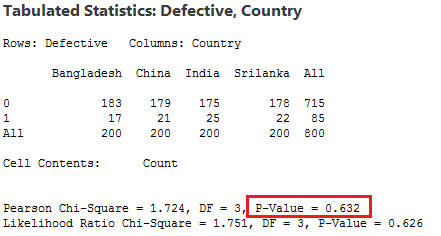 Tabulated Statistics: Defective, Country
Rows: Defective   Columns: Country
Bangladesh  China  India  Srilanka  All
0  183  179  175  178  715
1  17  21  25  22  85
All  200  200  200  200  800
Cell Contents:      Count
Pearson Chi-Square = 1.724, DF = 3, P-Value = 0.632
Likelihood Ratio Chi-Square = 1.751, DF = 3, P-Value = 0.626